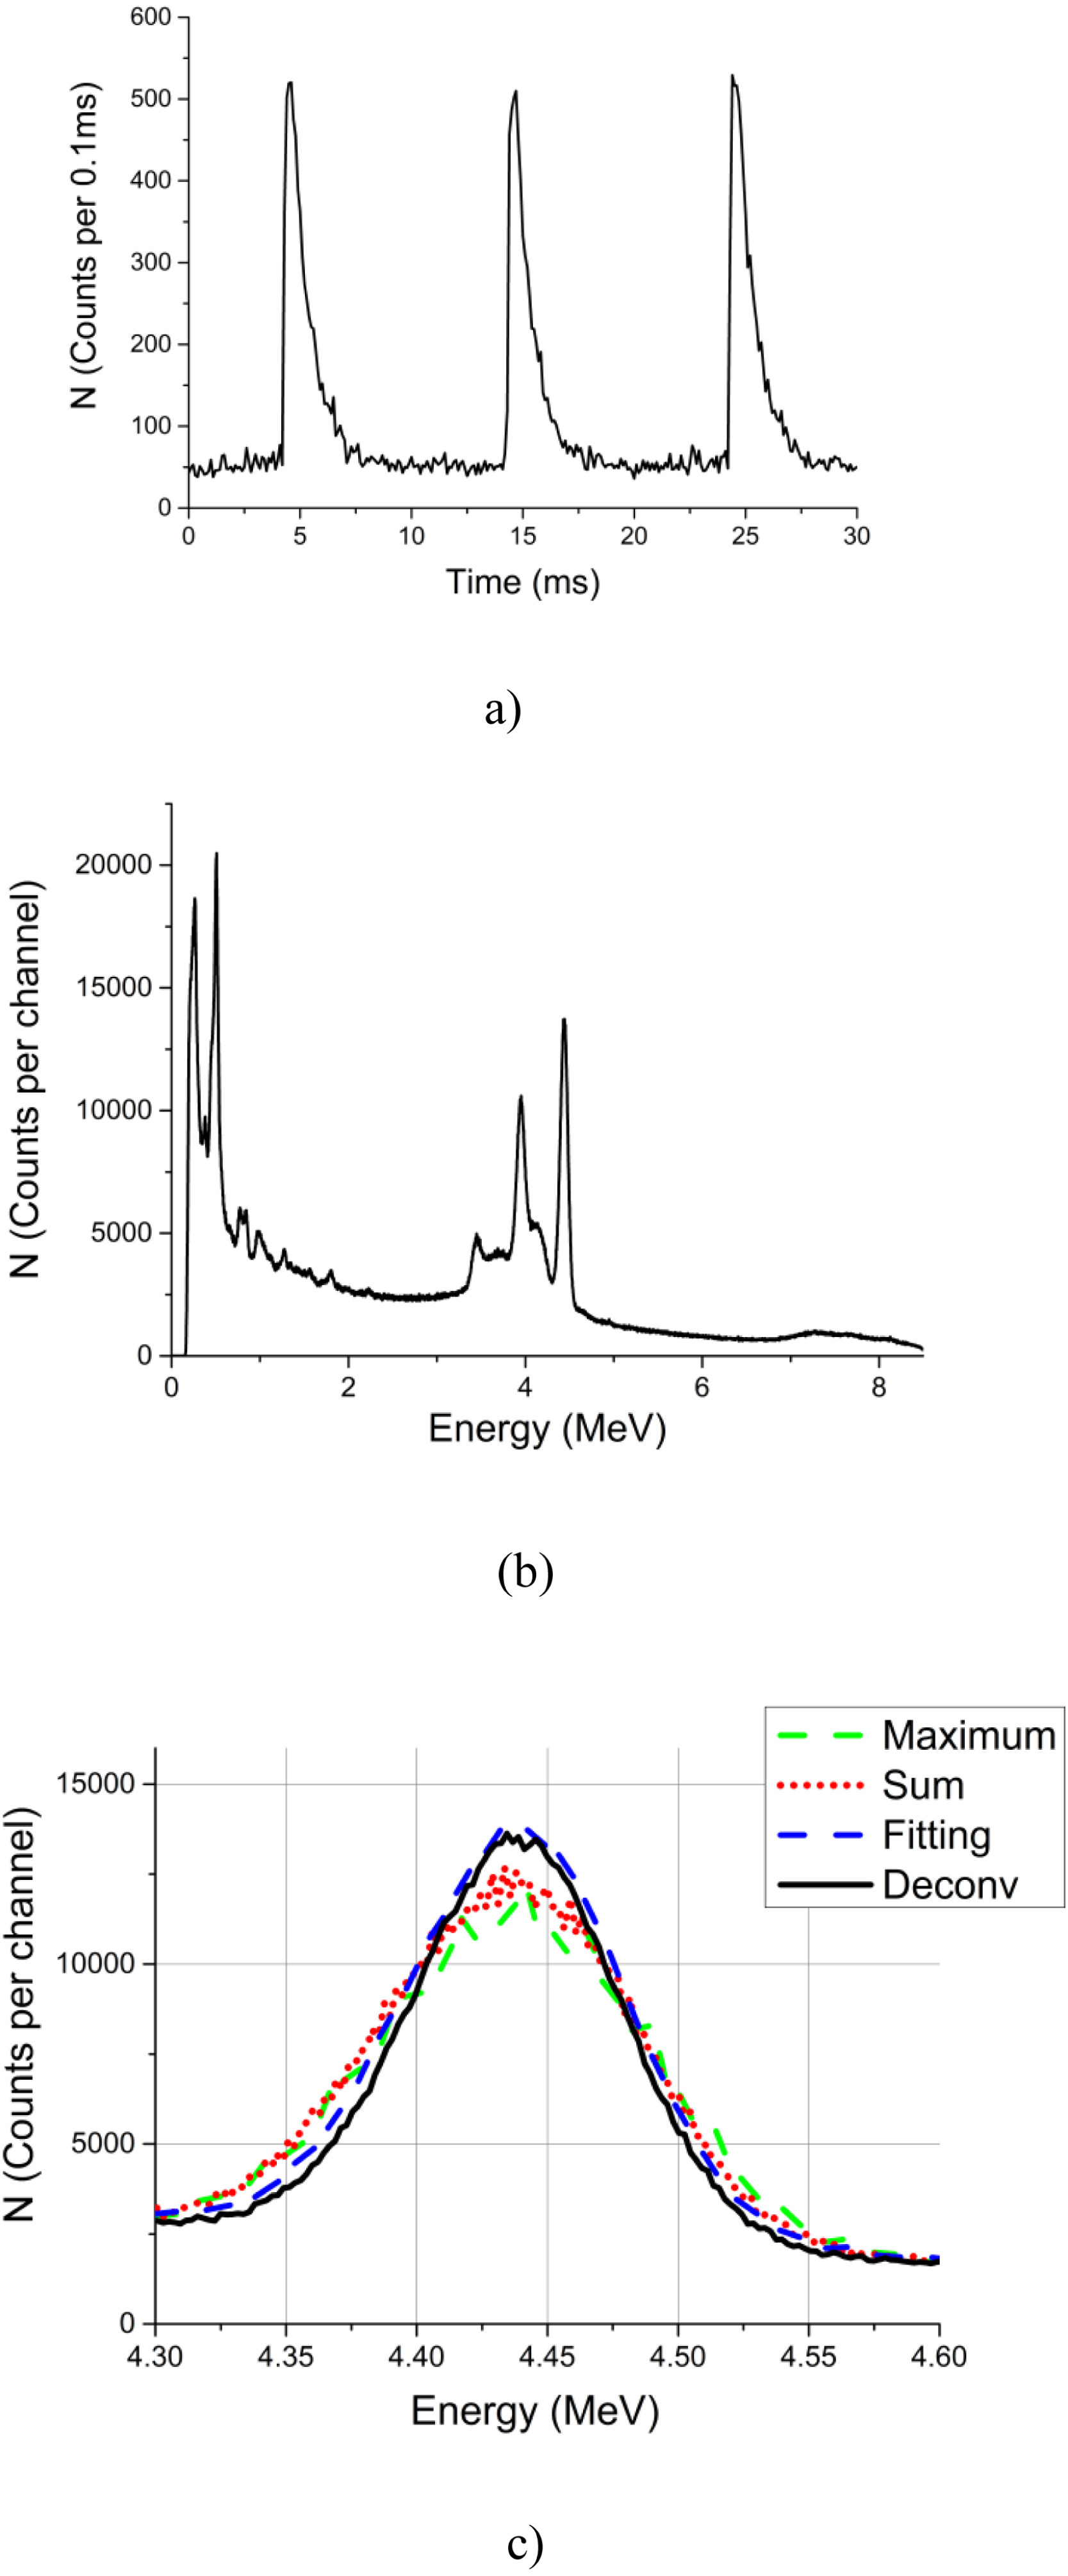 600
500
400
300
200
100
0
N (Counts per 0.1ms)
0 5 10 15 20 25 30
Time (ms)
a)
20000
15000
10000
5000
0
N (Counts per channel)
0 2 4 6 8
Energy (MeV)
(b)
Maximum
Sum
Fitting
Deconv
15000
10000
5000
0
N (Counts per channel)
4.30 4.35 4.40 4.45 4.50 4.55 4.60
Energy (MeV)
c)